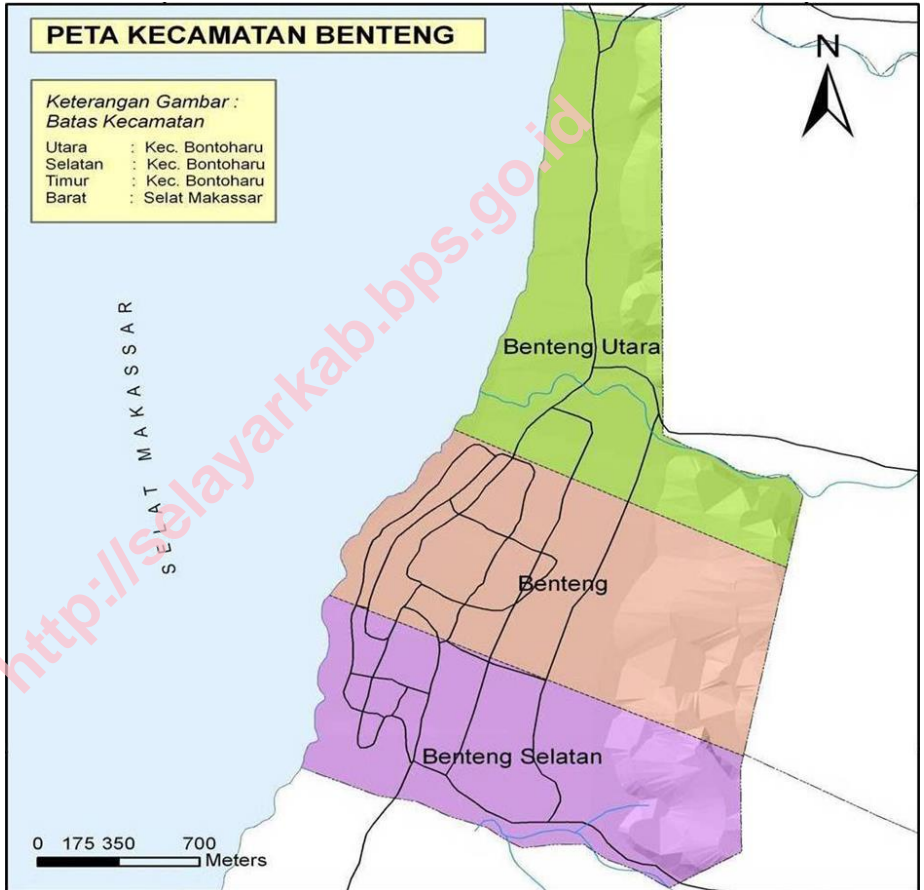 PETA KECAMATAN BENTENG
N
Keterangan Gambar :
Batas Kecamatan
Utara : Kec. Bontoharu
Selatan : Kec. Bontoharu
Timur : Kec. Bontoharu
Barat : Selat Makassar
SELAT MAKASSAR
Benteng Utara
Benteng
Benteng Selatan
0 175 350 700
Meters
http://selayarkab.bps.go.id